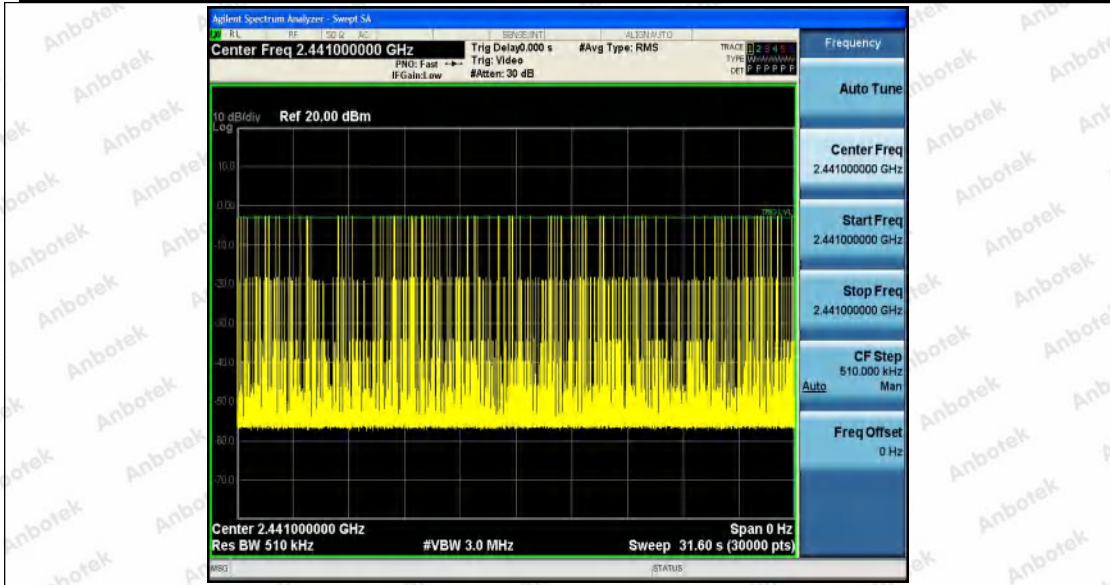 Agilent Spectrum Analyzer - Swept SA
RL RF 50 Ω AC SENSE:INT ALIGN AUTO
Center Freq 2.441000000 GHz
PNO: Fast
IFGain:Low
Trig Delay0.000 s
Trig: Video
#Atten: 30 dB
#Avg Type: RMS
TRACE 1 2 3 4 5 6
TYPE
DET P P P P P P
10 dB/div
Log
Ref 20.00 dBm
10.0
0.00
-10.0
-20.0
-30.0
-40.0
-50.0
-60.0
-70.0
TRIG LVL
Center 2.441000000 GHz
Span 0 Hz
Res BW 510 kHz
#VBW 3.0 MHz
Sweep 31.60 s (30000 pts)
MSG
STATUS
Frequency
Auto Tune
Center Freq
2.441000000 GHz
Start Freq
2.441000000 GHz
Stop Freq
2.441000000 GHz
CF Step
510.000 kHz
Auto Man
Freq Offset
0 Hz
Anbotek